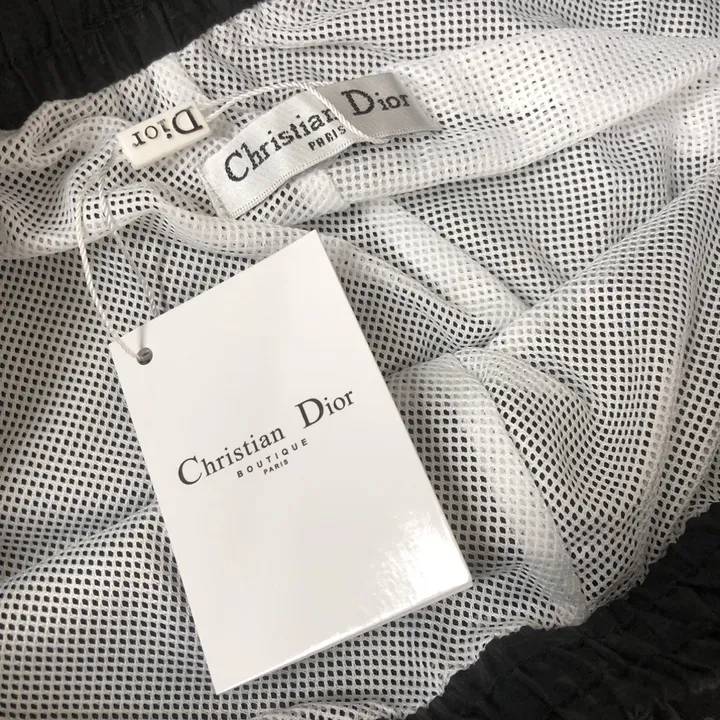 Dior
Christian Dior
PARIS
Christian Dior
BOUTIQUE
PARIS